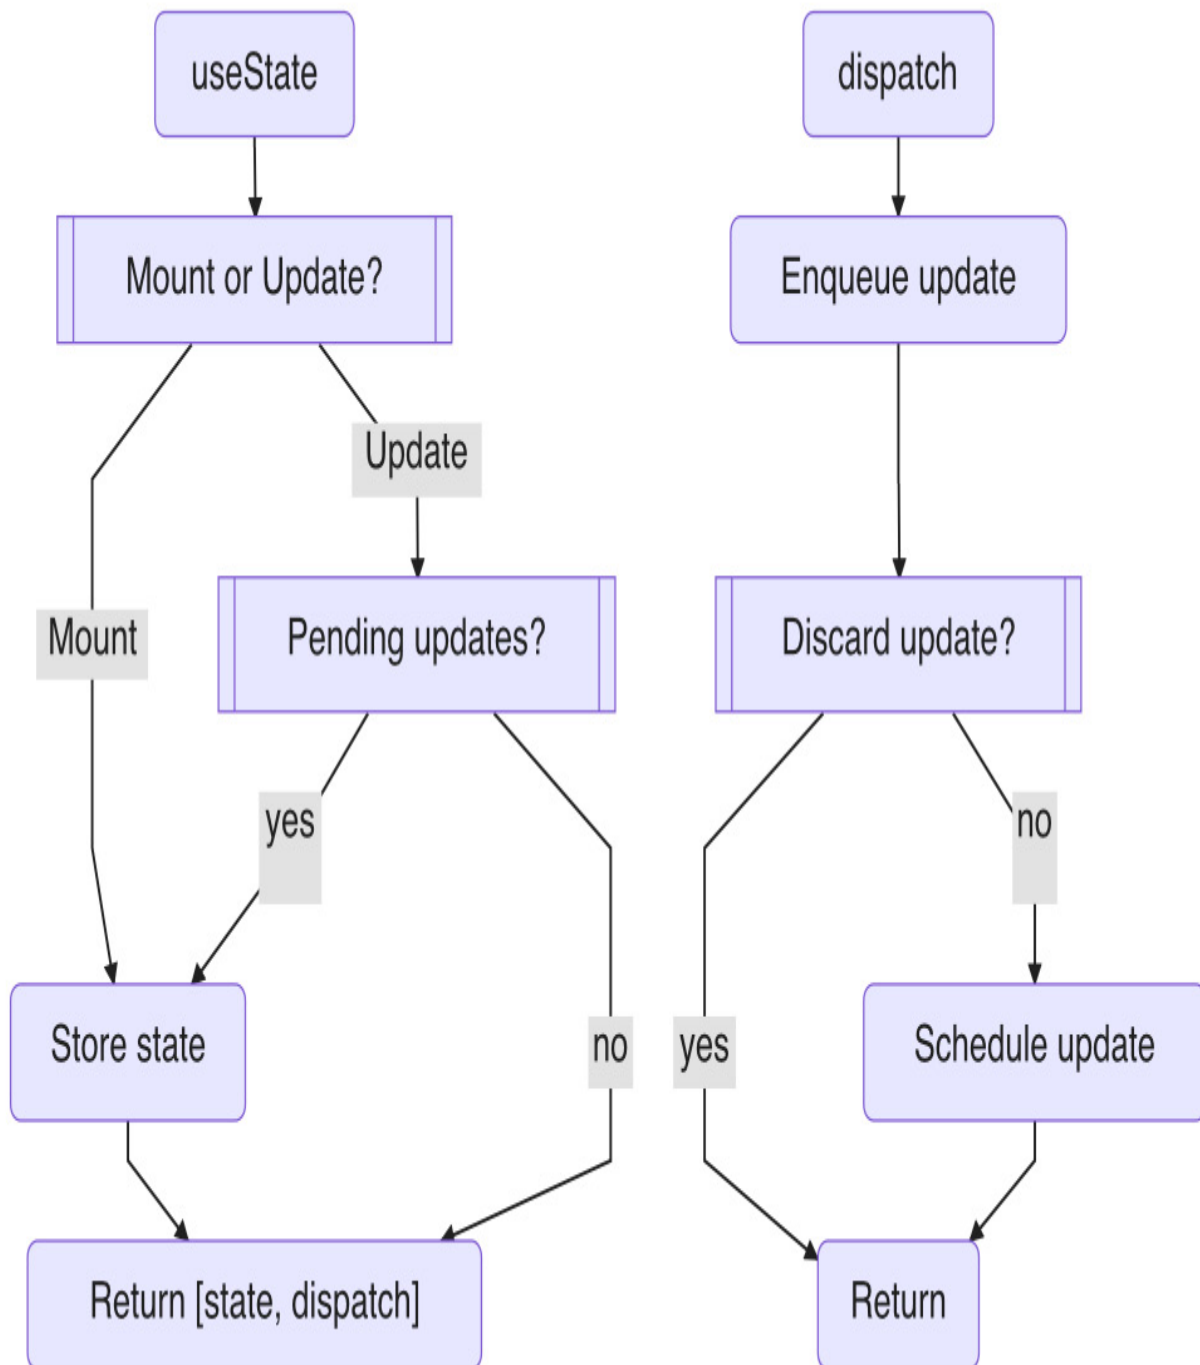 useState
Mount or Update?
Update
Mount
Pending updates?
yes
no
Store state
Return [state, dispatch]
dispatch
Enqueue update
Discard update?
no
yes
Schedule update
Return